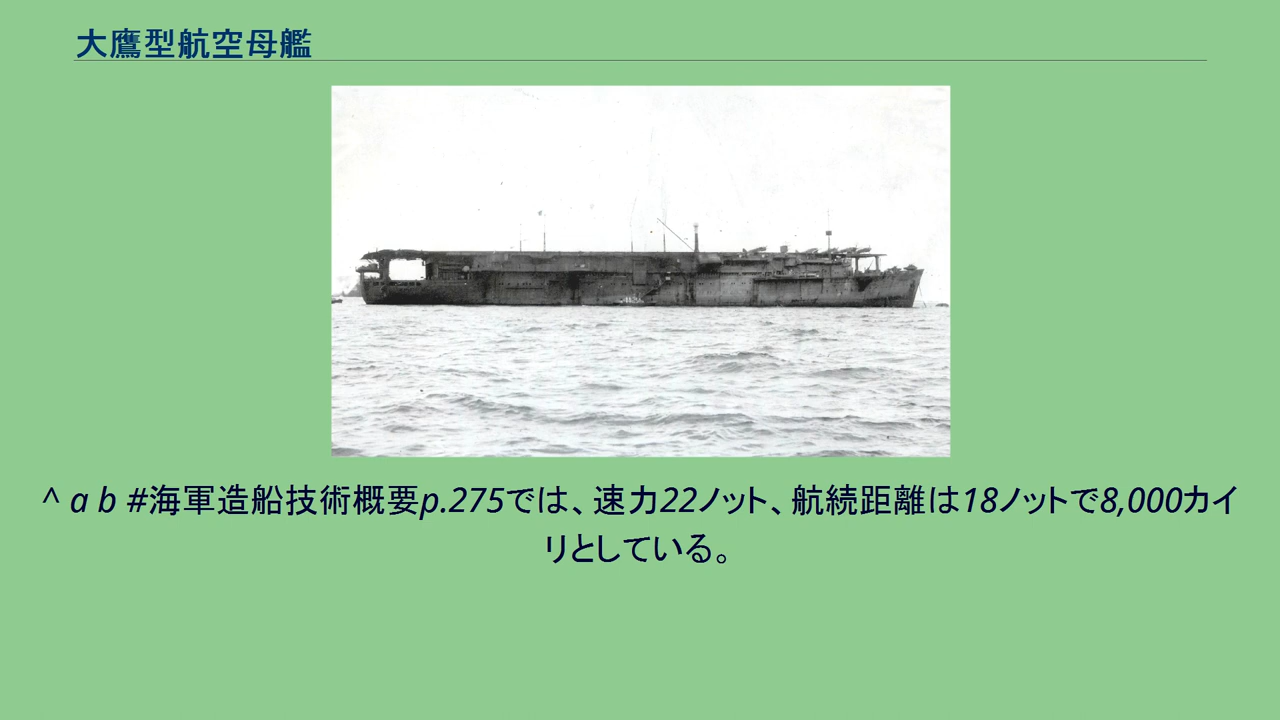 大鷹型航空母艦
^ a b #海軍造船技術概要p.275では、速力22ノット、航続距離は18ノットで8,000カイ
リとしている。